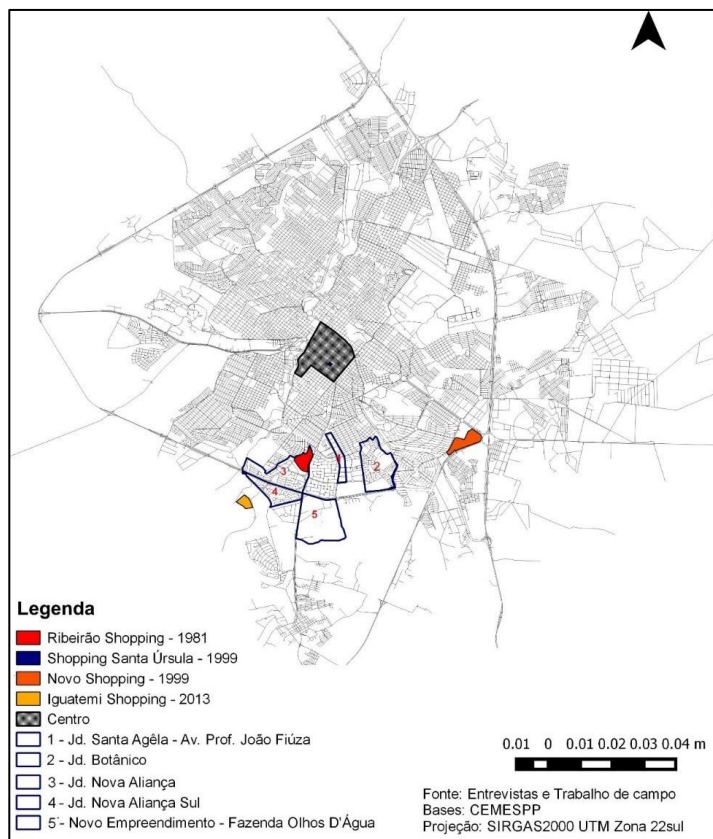 1
2
3
4
5
Legenda
Ribeirão Shopping - 1981
Shopping Santa Úrsula - 1999
Novo Shopping - 1999
Iguatemi Shopping - 2013
Centro
1 - Jd. Santa Agêla - Av. Prof. João Fiúza
2 - Jd. Botânico
3 - Jd. Nova Aliança
4 - Jd. Nova Aliança Sul
5 - Novo Empreendimento - Fazenda Olhos D'Água
0.01 0 0.01 0.02 0.03 0.04 m
Fonte: Entrevistas e Trabalho de campo
Bases: CEMESPP
Projeção: SIRGAS2000 UTM Zona 22sul